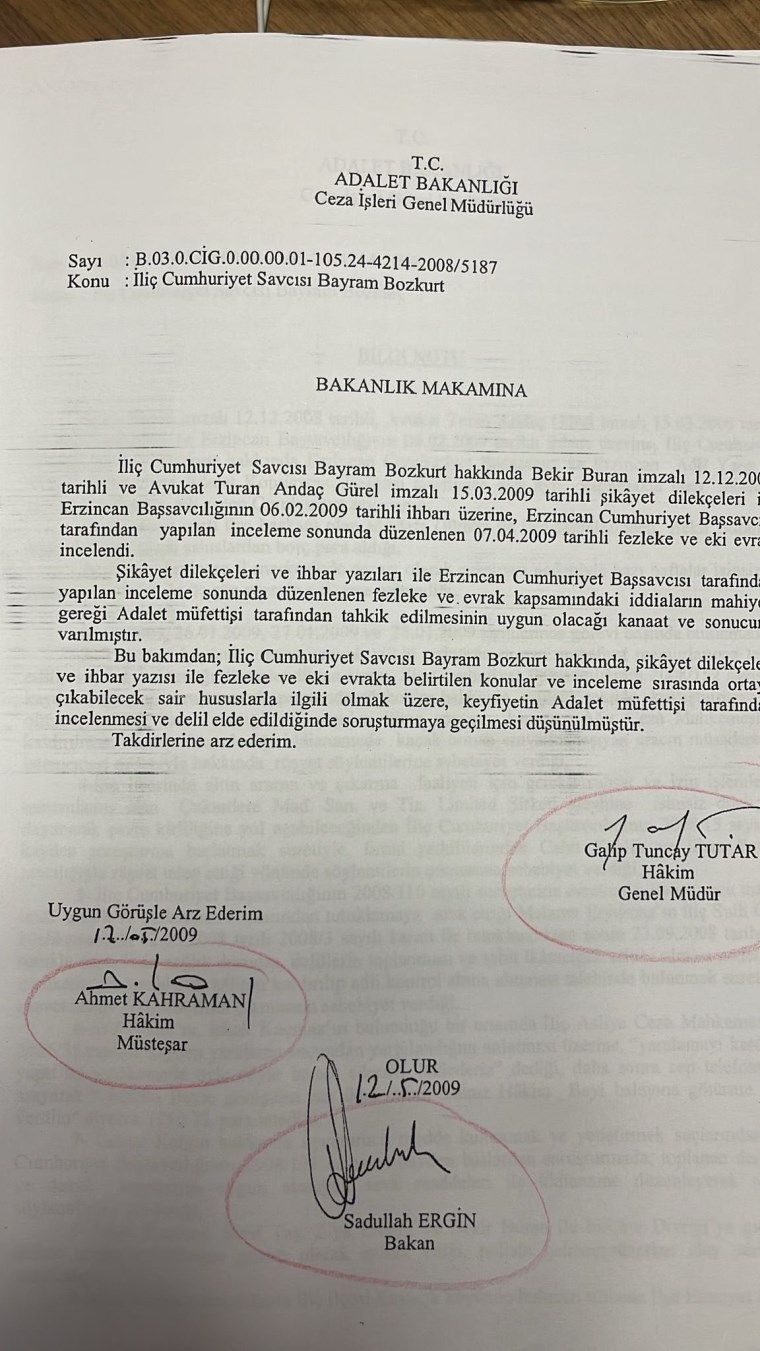 T.C.
ADALET BAKANLIĞI
Ceza İşleri Genel Müdürlüğü
Sayı : B.03.0.CİG.0.00.00.01-105.24-4214-2008/5187
Konu : İliç Cumhuriyet Savcısı Bayram Bozkurt
BAKANLIK MAKAMINA
İliç Cumhuriyet Savcısı Bayram Bozkurt hakkında Bekir Buran imzalı 12.12.200
tarihli ve Avukat Turan Andaç Gürel imzalı 15.03.2009 tarihli şikâyet dilekçeleri i
Erzincan Başsavcılığının 06.02.2009 tarihli ihbarı üzerine, Erzincan Cumhuriyet Başsavc
tarafından yapılan inceleme sonunda düzenlenen 07.04.2009 tarihli fezleke ve eki evra
incelendi.
Şikâyet dilekçeleri ve ihbar yazıları ile Erzincan Cumhuriyet Başsavcısı tarafında
yapılan inceleme sonunda düzenlenen fezleke ve evrak kapsamındaki iddiaların mahiye
gereği Adalet müfettişi tarafından tahkik edilmesinin uygun olacağı kanaat ve sonucu
varılmıştır.
Bu bakımdan; İliç Cumhuriyet Savcısı Bayram Bozkurt hakkında, şikâyet dilekçele
ve ihbar yazısı ile fezleke ve eki evrakta belirtilen konular ve inceleme sırasında ortay
çıkabilecek sair hususlarla ilgili olmak üzere, keyfiyetin Adalet müfettişi tarafında
incelenmesi ve delil elde edildiğinde soruşturmaya geçilmesi düşünülmüştür.
Takdirlerine arz ederim.
Galip Tuncay TUTAR
Hâkim
Genel Müdür
Uygun Görüşle Arz Ederim
12../05./2009
Ahmet KAHRAMAN
Hâkim
Müsteşar
OLUR
12/..5../2009
Sadullah ERGİN
Bakan